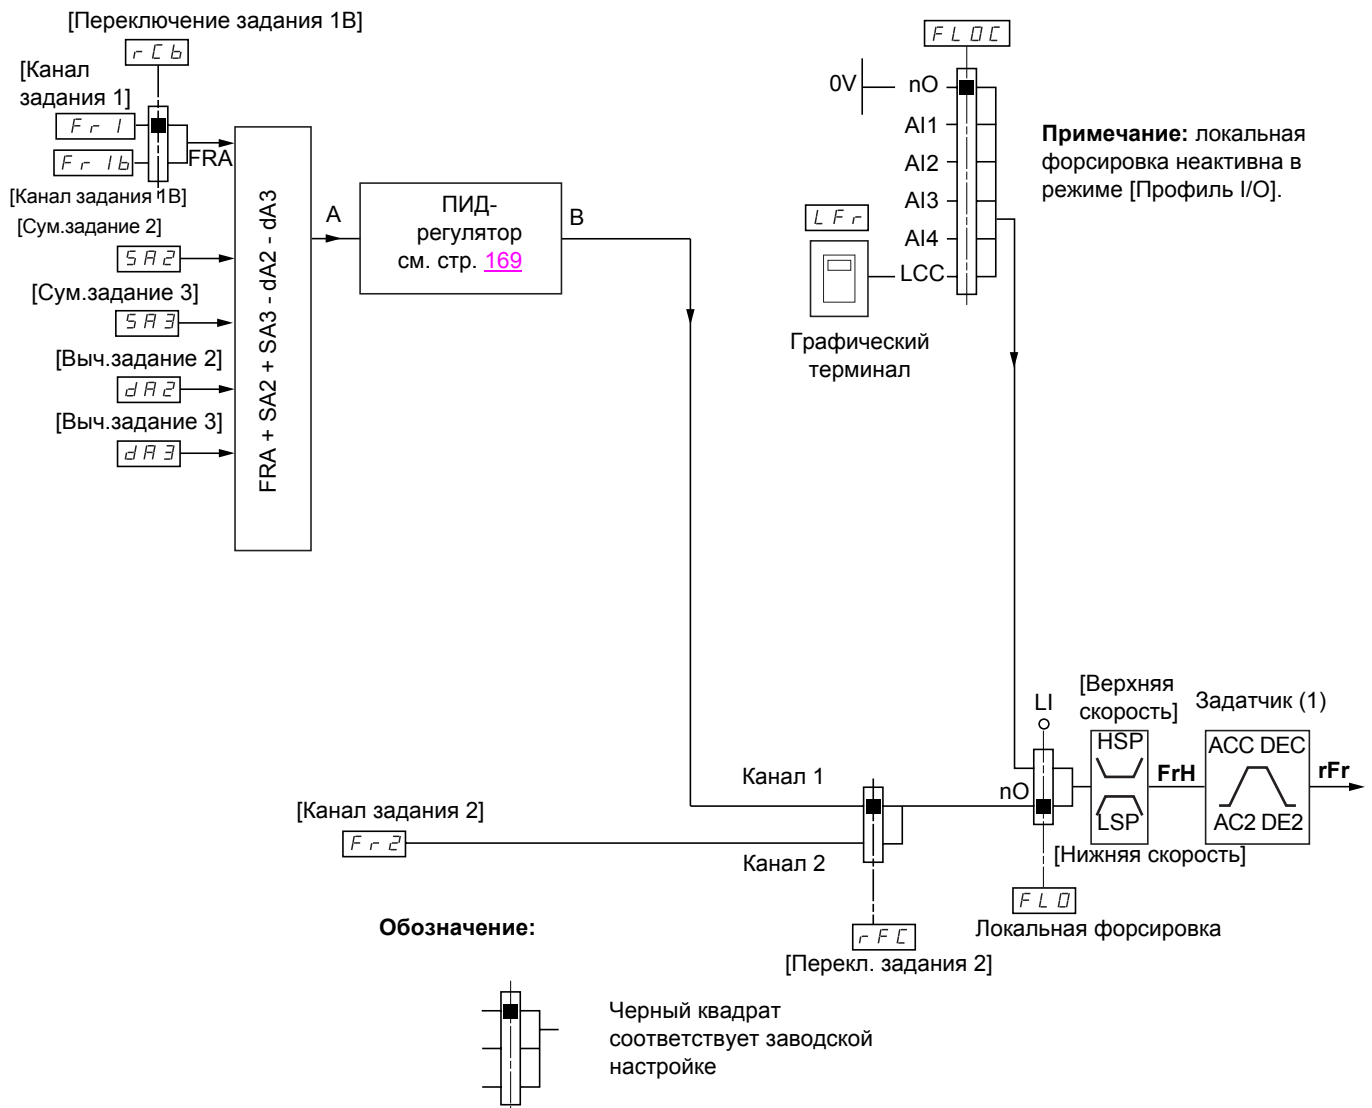 [Переключение задания 1B]
rCb
[Канал
задания 1]
Fr1
Fr1b
FRA
[Канал задания 1B]
[Сум.задание 2]
SA2
[Сум.задание 3]
SA3
[Выч.задание 2]
dA2
[Выч.задание 3]
dA3
FRA + SA2 + SA3 - dA2 - dA3
A
ПИД-
регулятор
см. стр. 169
B
FLOC
0V
nO
AI1
AI2
AI3
AI4
LCC
LFr
Графический
терминал
Примечание: локальная
форсировка неактивна в
режиме [Профиль I/O].
LI
[Верхняя
скорость]
Задатчик (1)
HSP
LSP
FrH
ACC DEC
AC2 DE2
rFr
nO
[Нижняя скорость]
FLO
Локальная форсировка
Канал 1
[Канал задания 2]
Fr2
Канал 2
rFC
[Перекл. задания 2]
Обозначение:
Черный квадрат
соответствует заводской
настройке